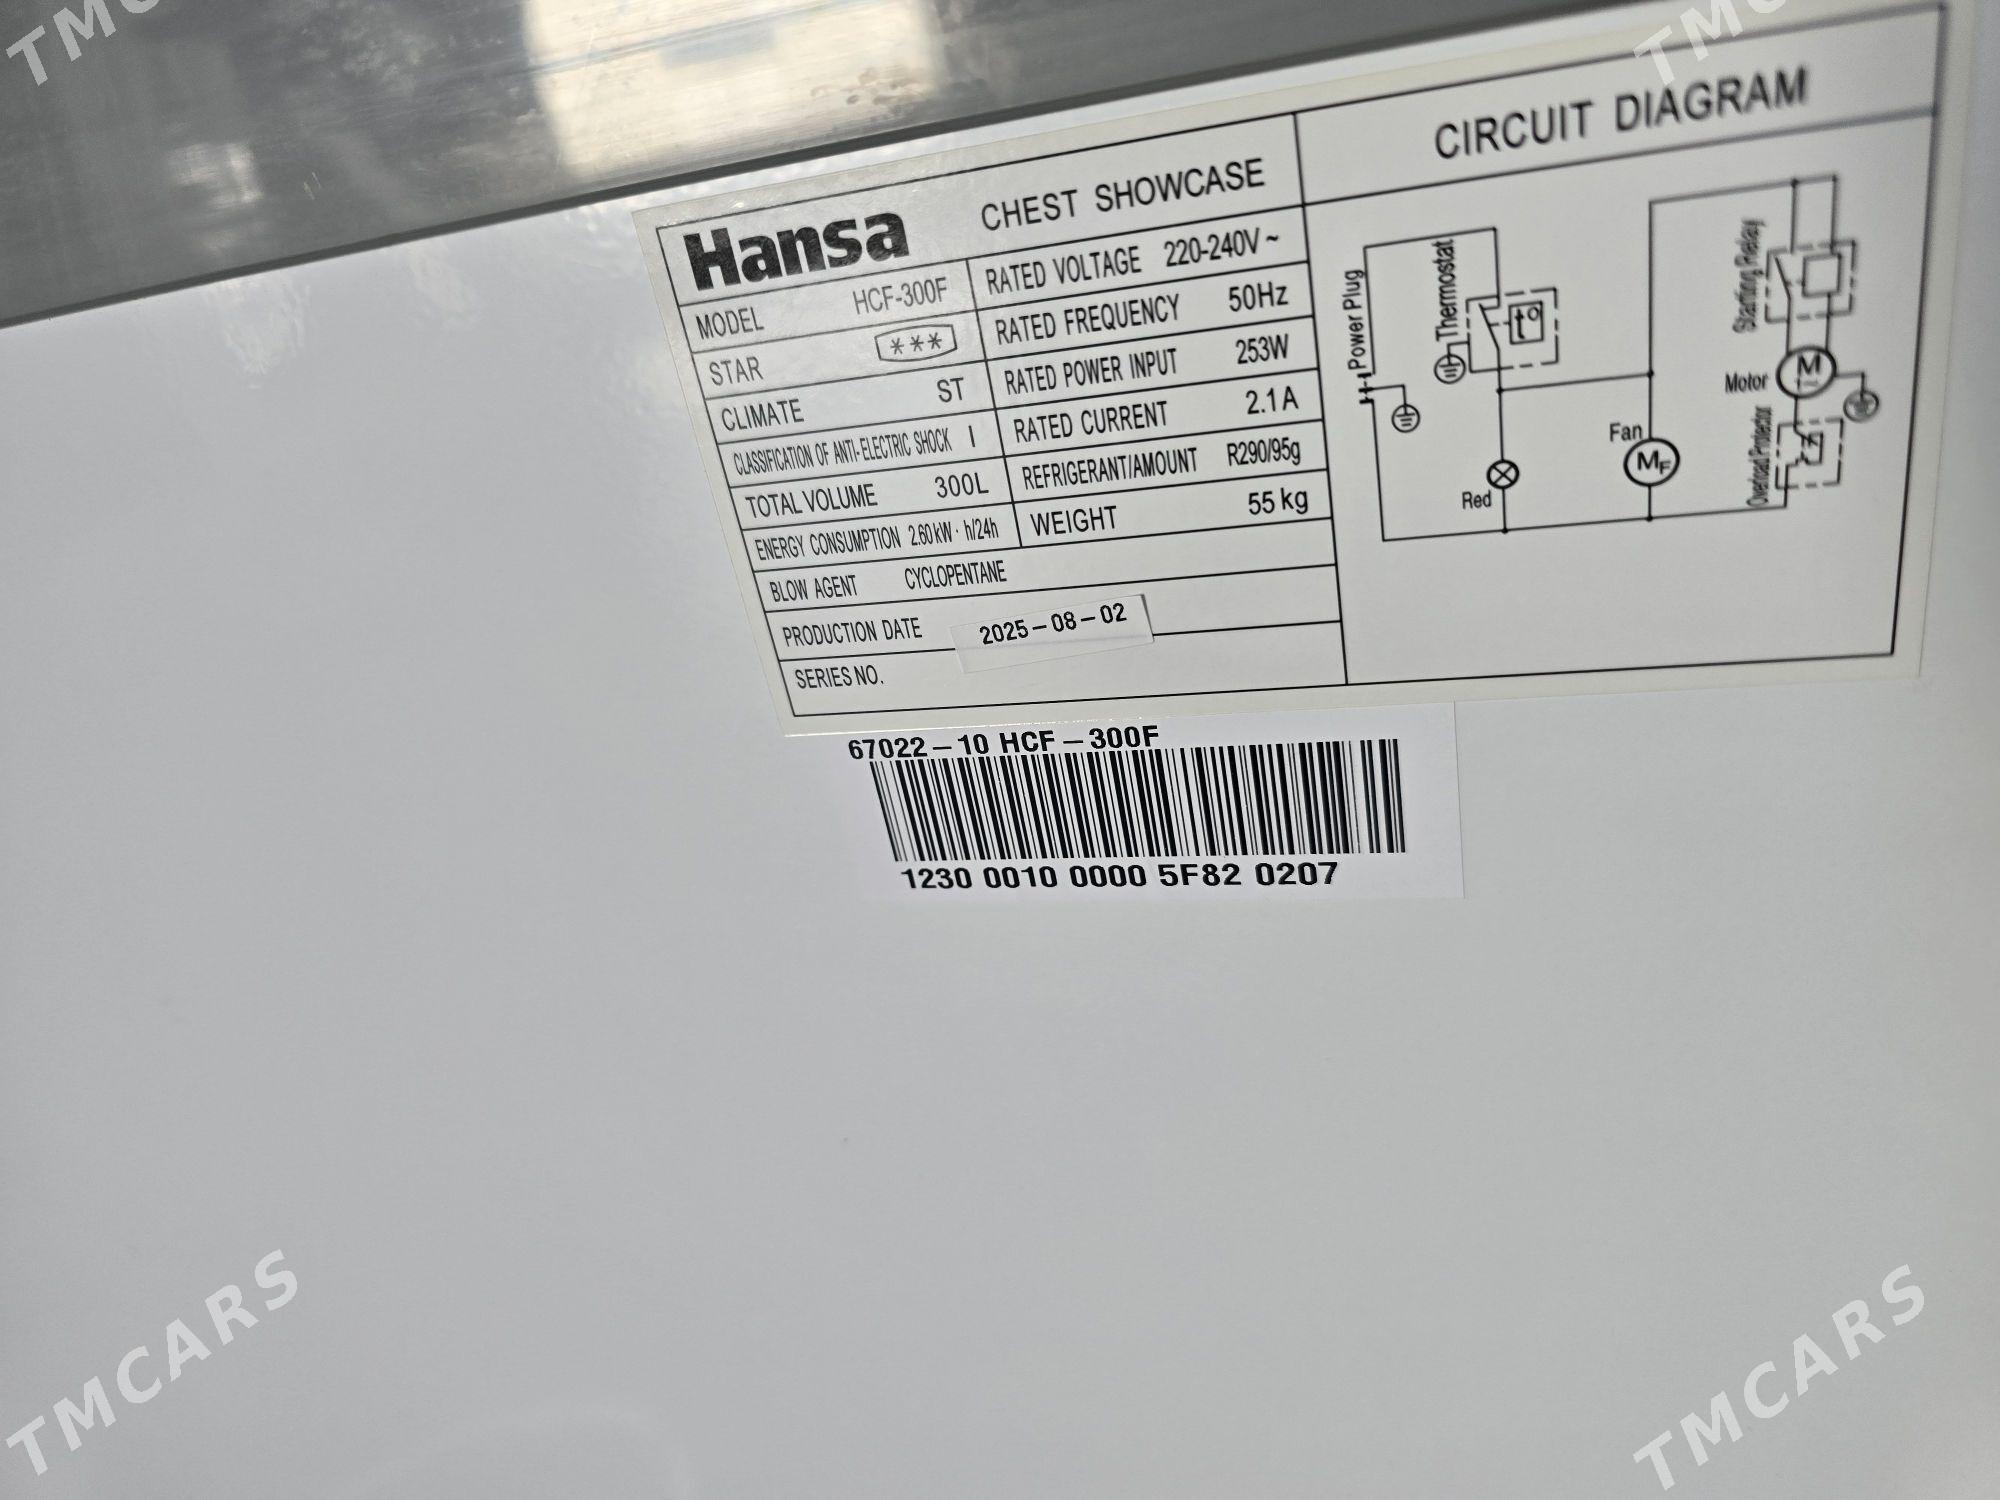 Hansa CHEST SHOWCASE
MODEL HCF-300F
STAR ***
CLIMATE ST
CLASSIFICATION OF ANTI-ELECTRIC SHOCK I
TOTAL VOLUME 300L
ENERGY CONSUMPTION 2.60kW·h/24h
RATED VOLTAGE 220-240V~
RATED FREQUENCY 50Hz
RATED POWER INPUT 253W
RATED CURRENT 2.1A
REFRIGERANT/AMOUNT R290/95g
WEIGHT 55kg
BLOW AGENT CYCLOPENTANE
PRODUCTION DATE 2025-08-02
SERIES NO.
CIRCUIT DIAGRAM
Power Plug
Thermostat
t°
Red
Fan
MF
Starting Relay
Motor
M
Overload Protector
67022-10 HCF-300F
1230 0010 0000 5F82 0207
TMCARS
TMCARS